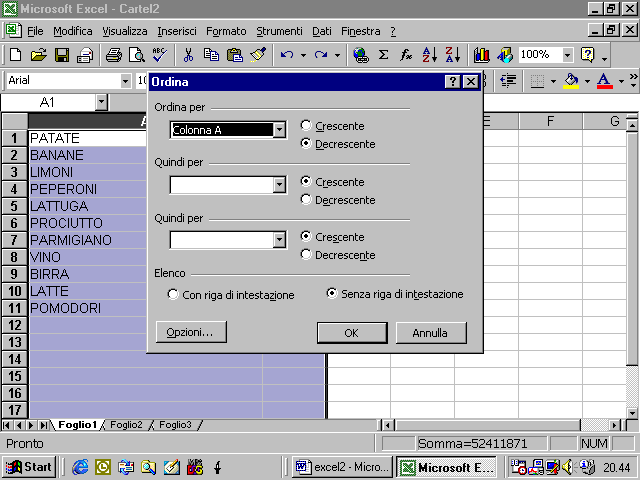 Microsoft Excel - Cartel2
File Modifica Visualizza Inserisci Formato Strumenti Dati Finestra ?
100%
Arial 10
A1
Ordina
Ordina per
Colonna A
Crescente
Decrescente
Quindi per
Crescente
Decrescente
Quindi per
Crescente
Decrescente
Elenco
Con riga di intestazione Senza riga di intestazione
Opzioni... OK Annulla
A E F G
1 PATATE
2 BANANE
3 LIMONI
4 PEPERONI
5 LATTUGA
6 PROCIUTTO
7 PARMIGIANO
8 VINO
9 BIRRA
10 LATTE
11 POMODORI
12
13
14
15
16
17
Foglio1 Foglio2 Foglio3
Pronto Somma=52411871 NUM
Start excel2 - Micro... Microsoft E... 20.44